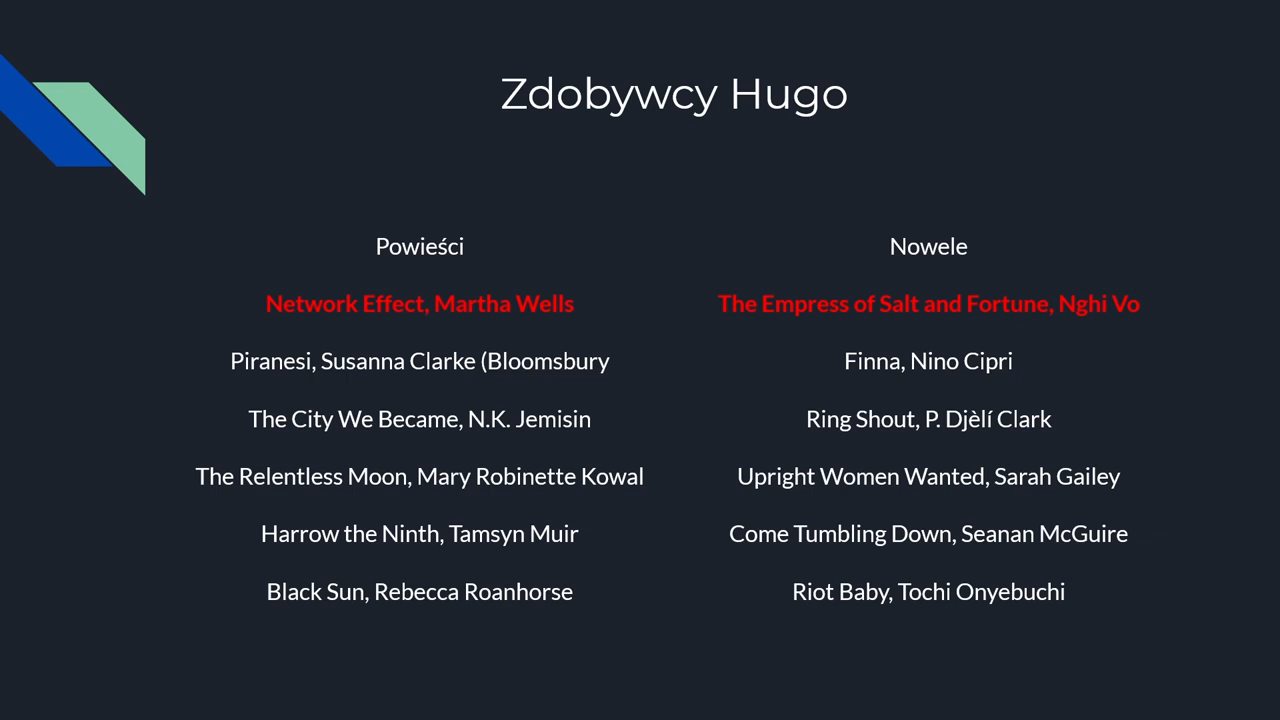 Zdobywcy Hugo
Powieści
Network Effect, Martha Wells
Piranesi, Susanna Clarke (Bloomsbury
The City We Became, N.K. Jemisin
The Relentless Moon, Mary Robinette Kowal
Harrow the Ninth, Tamsyn Muir
Black Sun, Rebecca Roanhorse
Nowele
The Empress of Salt and Fortune, Nghi Vo
Finna, Nino Cipri
Ring Shout, P. Djèlí Clark
Upright Women Wanted, Sarah Gailey
Come Tumbling Down, Seanan McGuire
Riot Baby, Tochi Onyebuchi